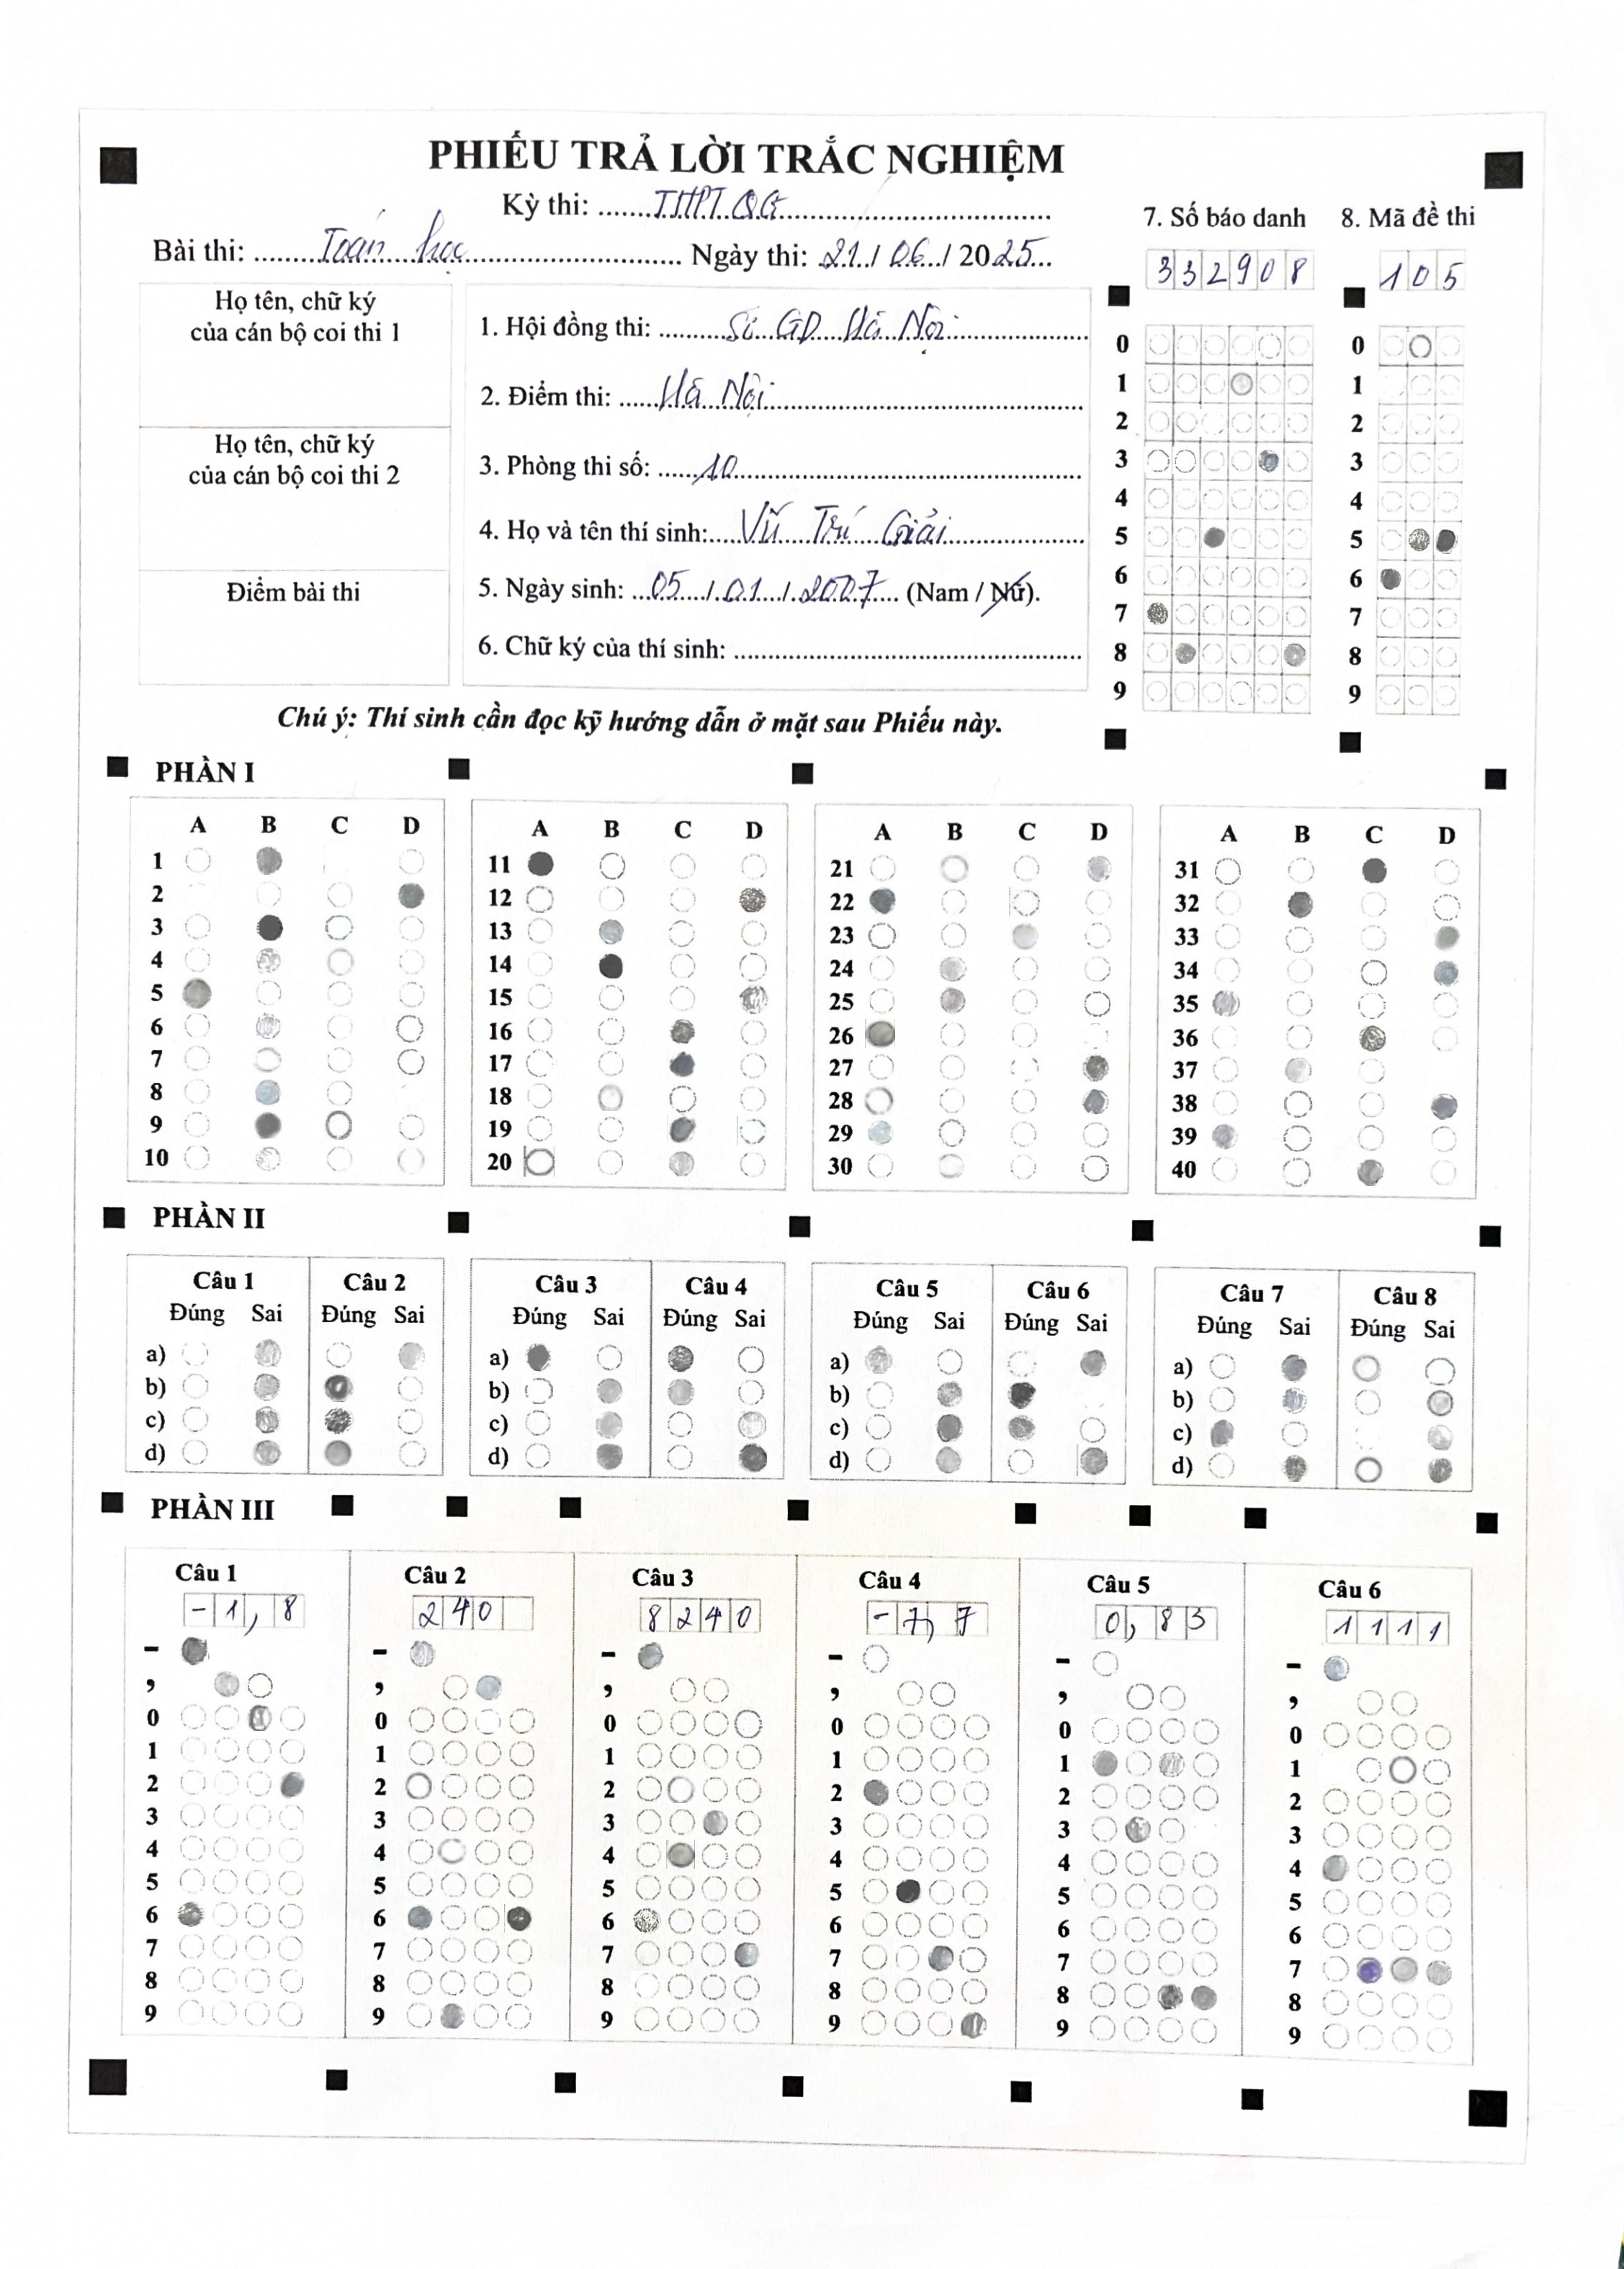 PHIẾU TRẢ LỜI TRẮC NGHIỆM
Kỳ thi: .......THPT QG...............
Bài thi: ..........Toán học.............. Ngày thi: 21 / 06 / 2025...
7. Số báo danh 8. Mã đề thi
332908 105
Họ tên, chữ ký
của cán bộ coi thi 1
Họ tên, chữ ký
của cán bộ coi thi 2
Điểm bài thi
1. Hội đồng thi: ..........Sở GD Hà Nội..........
2. Điểm thi: ......Hà Nội..........
3. Phòng thi số: ......10..........
4. Họ và tên thí sinh:....Vũ Trí Giải..........
5. Ngày sinh: ...05..../.01..../.2007.... (Nam / Nữ).
6. Chữ ký của thí sinh: ..........
0 0
1 1
2 2
3 3
4 4
5 5
6 6
7 7
8 8
9 9
Chú ý: Thí sinh cần đọc kỹ hướng dẫn ở mặt sau Phiếu này.
PHẦN I
A B C D A B C D A B C D A B C D
1 11 21 31
2 12 22 32
3 13 23 33
4 14 24 34
5 15 25 35
6 16 26 36
7 17 27 37
8 18 28 38
9 19 29 39
10 20 30 40
PHẦN II
Câu 1 Câu 2 Câu 3 Câu 4 Câu 5 Câu 6 Câu 7 Câu 8
Đúng Sai Đúng Sai Đúng Sai Đúng Sai Đúng Sai Đúng Sai Đúng Sai Đúng Sai
a) a) a) a)
b) b) b) b)
c) c) c) c)
d) d) d) d)
PHẦN III
Câu 1 Câu 2 Câu 3 Câu 4 Câu 5 Câu 6
-1,8 240 8240 -7,7 0,83 1111
- - - - - -
, , , , , ,
0 0 0 0 0 0
1 1 1 1 1 1
2 2 2 2 2 2
3 3 3 3 3 3
4 4 4 4 4 4
5 5 5 5 5 5
6 6 6 6 6 6
7 7 7 7 7 7
8 8 8 8 8 8
9 9 9 9 9 9